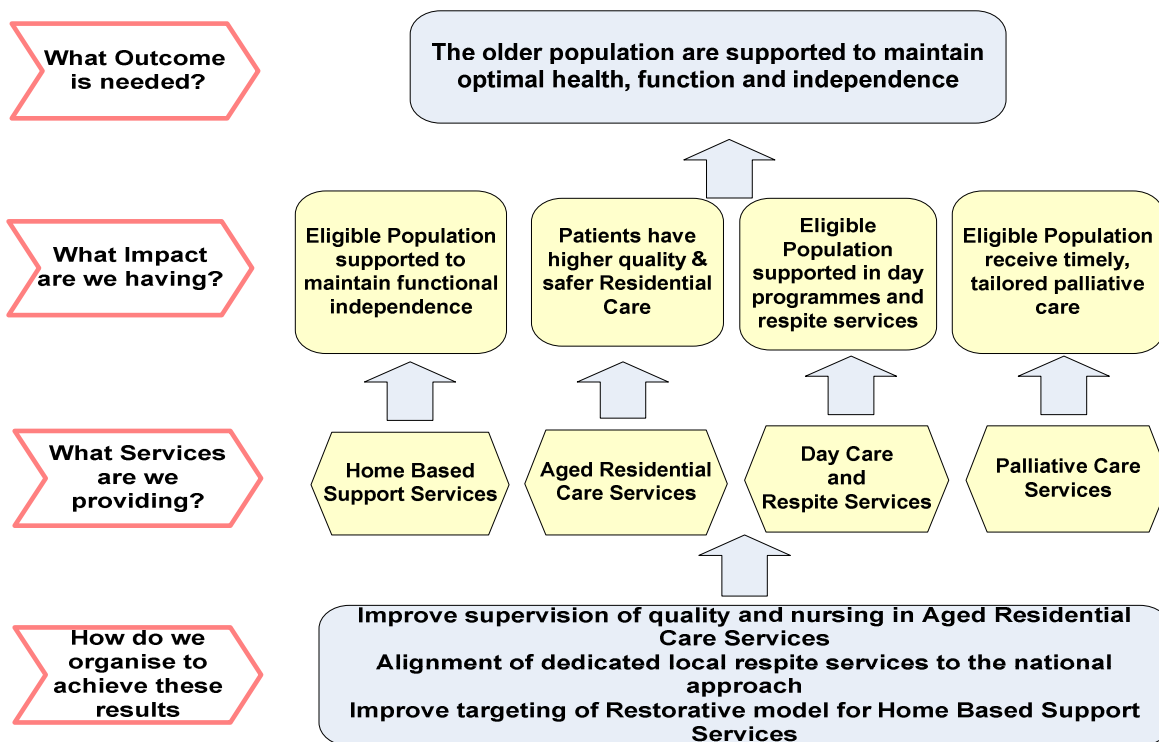 What Outcome
is needed?
The older population are supported to maintain
optimal health, function and independence
What Impact
are we having?
Eligible Population
supported to
maintain functional
independence
Patients have
higher quality &
safer Residential
Care
Eligible
Population
supported in day
programmes and
respite services
Eligible Population
receive timely,
tailored palliative
care
What Services
are we
providing?
Home Based
Support Services
Aged Residential
Care Services
Day Care
and
Respite Services
Palliative Care
Services
How do we
organise to
achieve these
results
Improve supervision of quality and nursing in Aged Residential
Care Services
Alignment of dedicated local respite services to the national
approach
Improve targeting of Restorative model for Home Based Support
Services